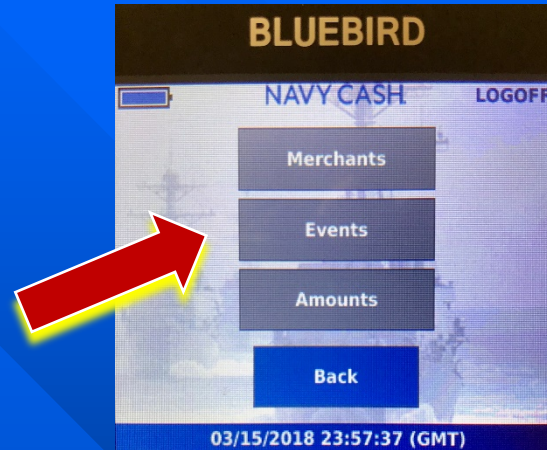 BLUEBIRD
NAVY CASH
LOGOFF
Merchants
Events
Amounts
Back
03/15/2018 23:57:37 (GMT)